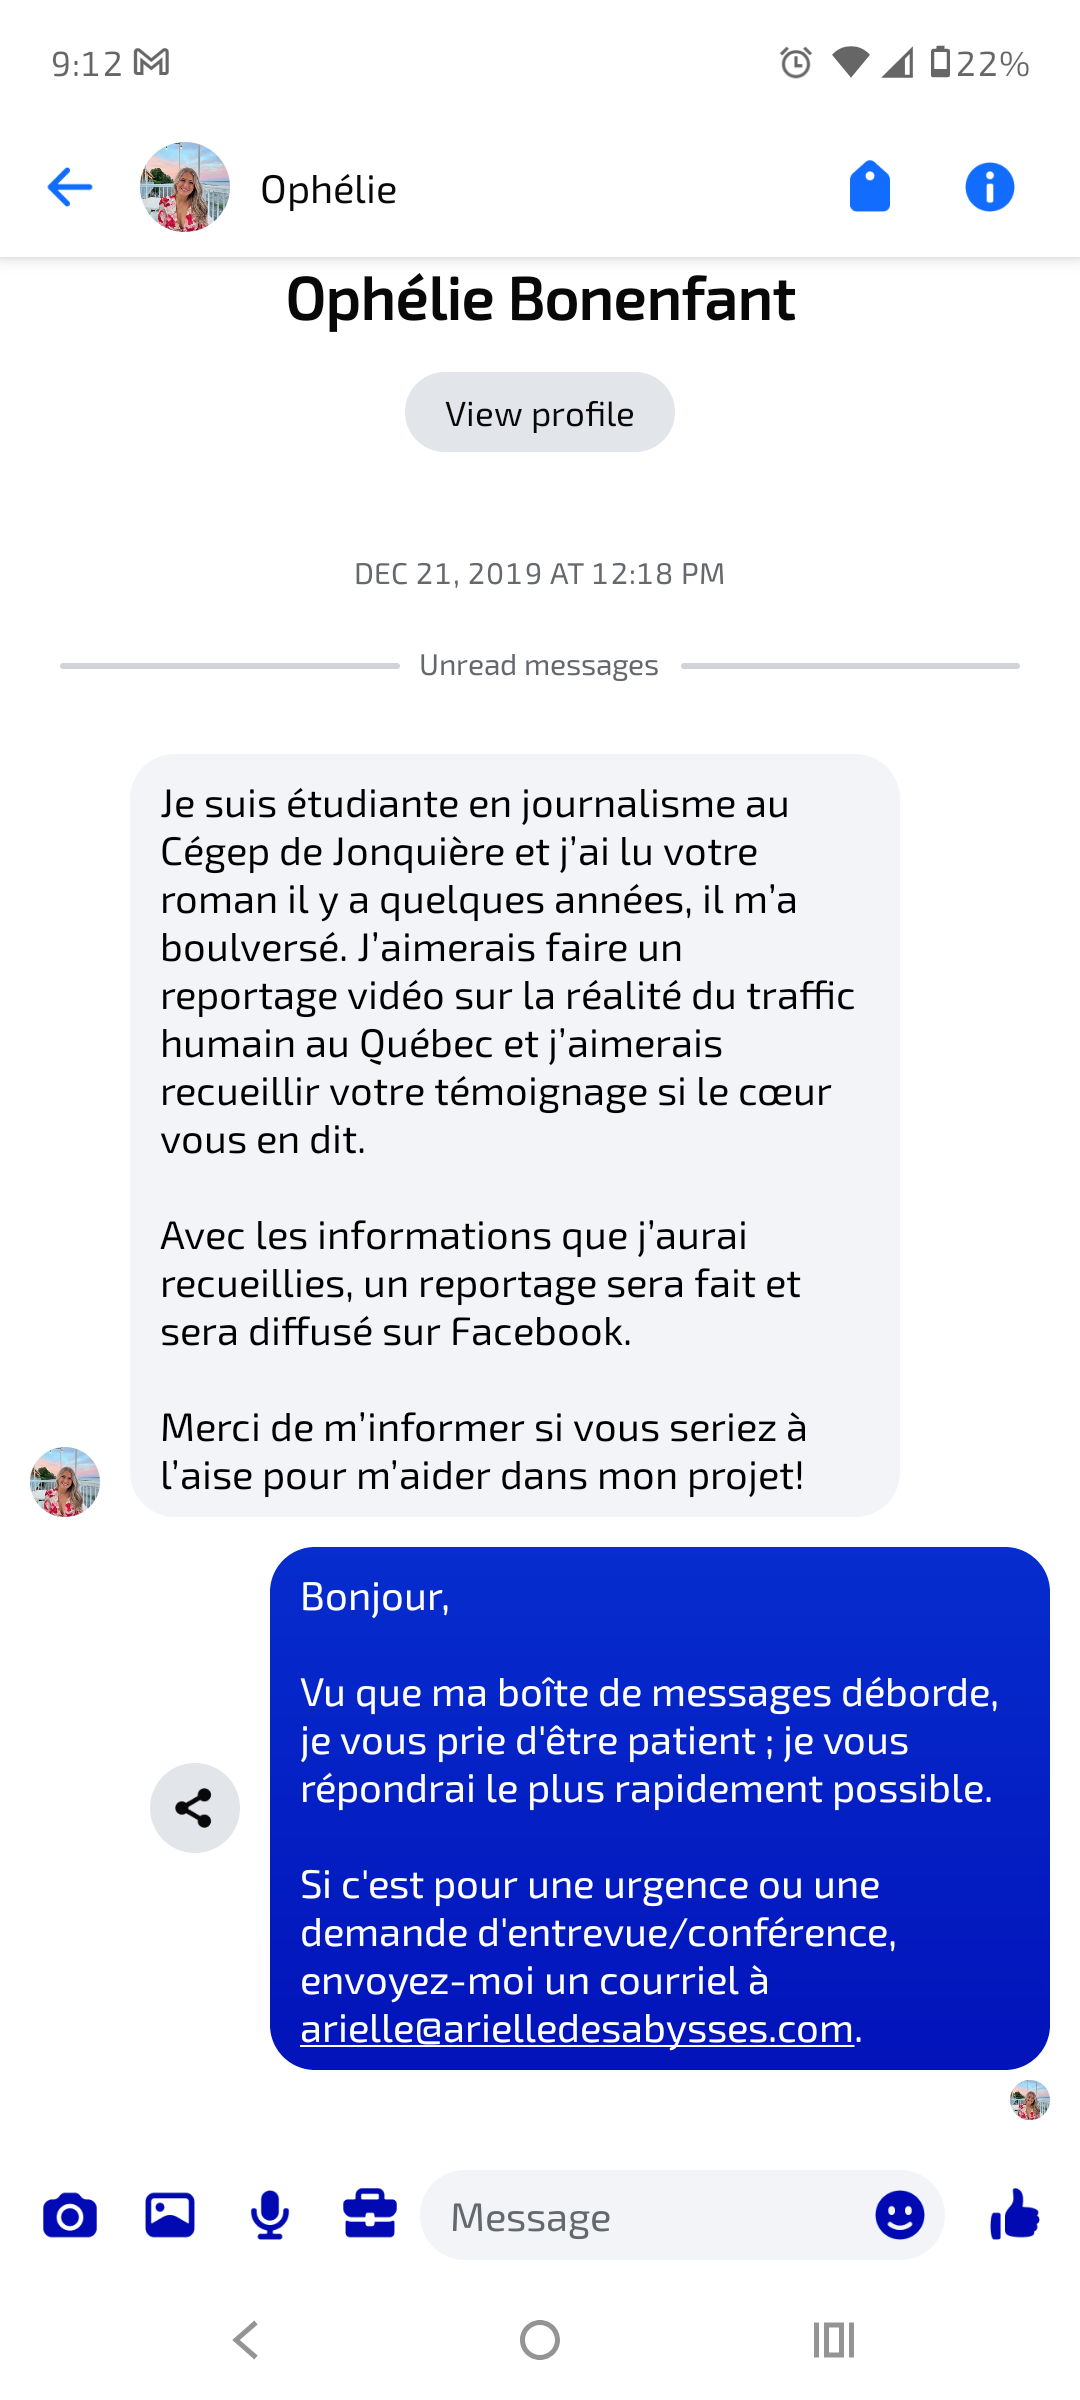 9:12
22%
Ophélie
Ophélie Bonenfant
View profile
DEC 21, 2019 AT 12:18 PM
Unread messages
Je suis étudiante en journalisme au
Cégep de Jonquière et j’ai lu votre
roman il y a quelques années, il m’a
boulversé. J’aimerais faire un
reportage vidéo sur la réalité du traffic
humain au Québec et j’aimerais
recueillir votre témoignage si le cœur
vous en dit.
Avec les informations que j’aurai
recueillies, un reportage sera fait et
sera diffusé sur Facebook.
Merci de m’informer si vous seriez à
l’aise pour m’aider dans mon projet!
Bonjour,
Vu que ma boîte de messages déborde,
je vous prie d'être patient ; je vous
répondrai le plus rapidement possible.
Si c'est pour une urgence ou une
demande d'entrevue/conférence,
envoyez-moi un courriel à
arielle@arielledesabysses.com.
Message